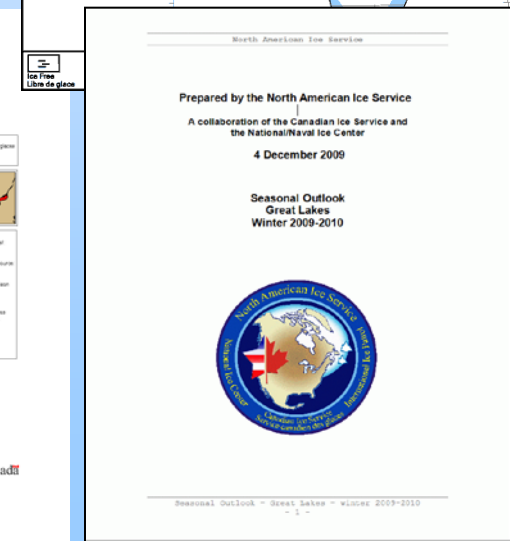 Ice Free
Libre de glace
North American Ice Service
Prepared by the North American Ice Service
A collaboration of the Canadian Ice Service and
the National/Naval Ice Center
4 December 2009
Seasonal Outlook
Great Lakes
Winter 2009-2010
North American Ice Service
National Ice Center
International Ice Patrol
Canadian Ice Service
Service canadien des glaces
Seasonal Outlook - Great Lakes - winter 2009-2010
- 1 -